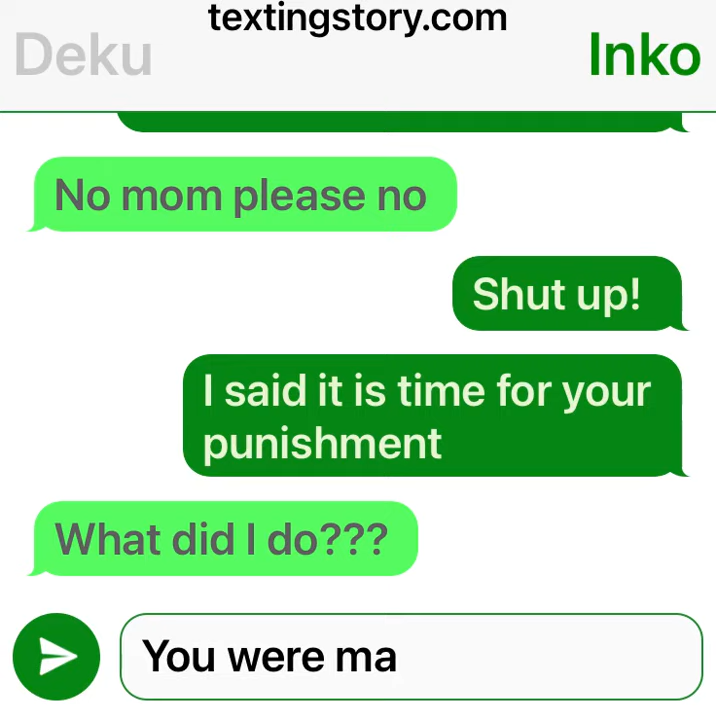 textingstory.com
Deku
Inko
No mom please no
Shut up!
I said it is time for your
punishment
What did I do???
You were ma